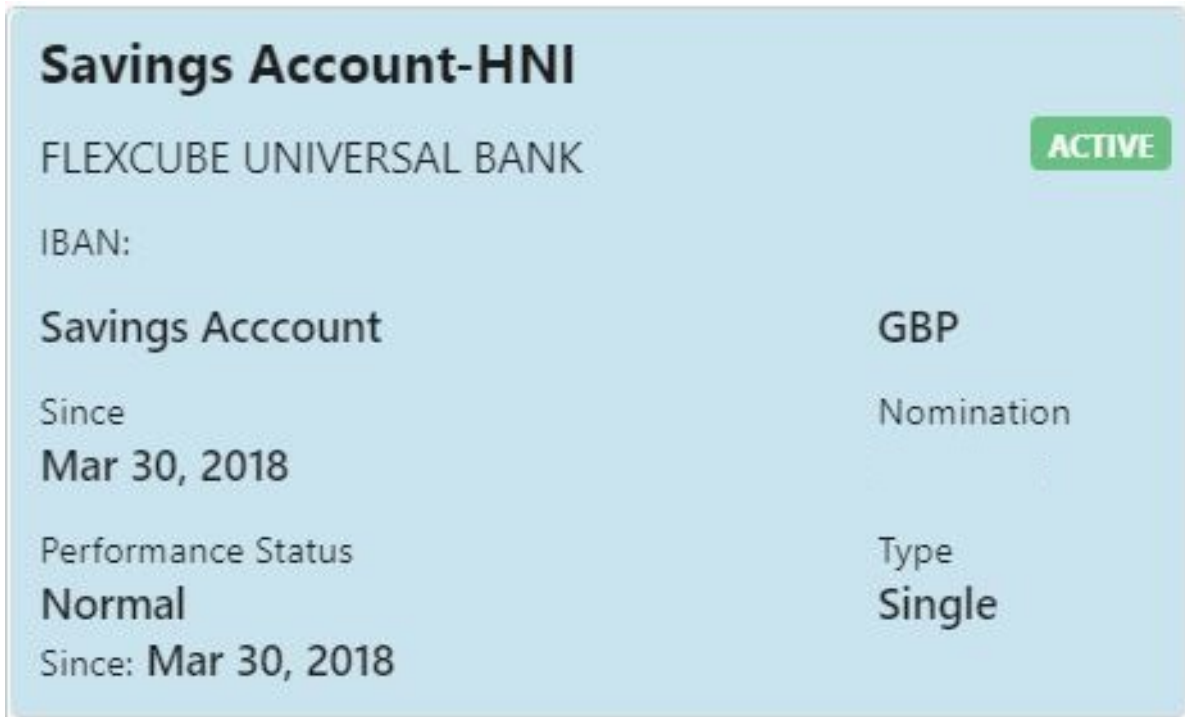 Savings Account-HNI
FLEXCUBE UNIVERSAL BANK
ACTIVE
IBAN:
Savings Acccount
GBP
Since
Nomination
Mar 30, 2018
Performance Status
Type
Normal
Single
Since: Mar 30, 2018